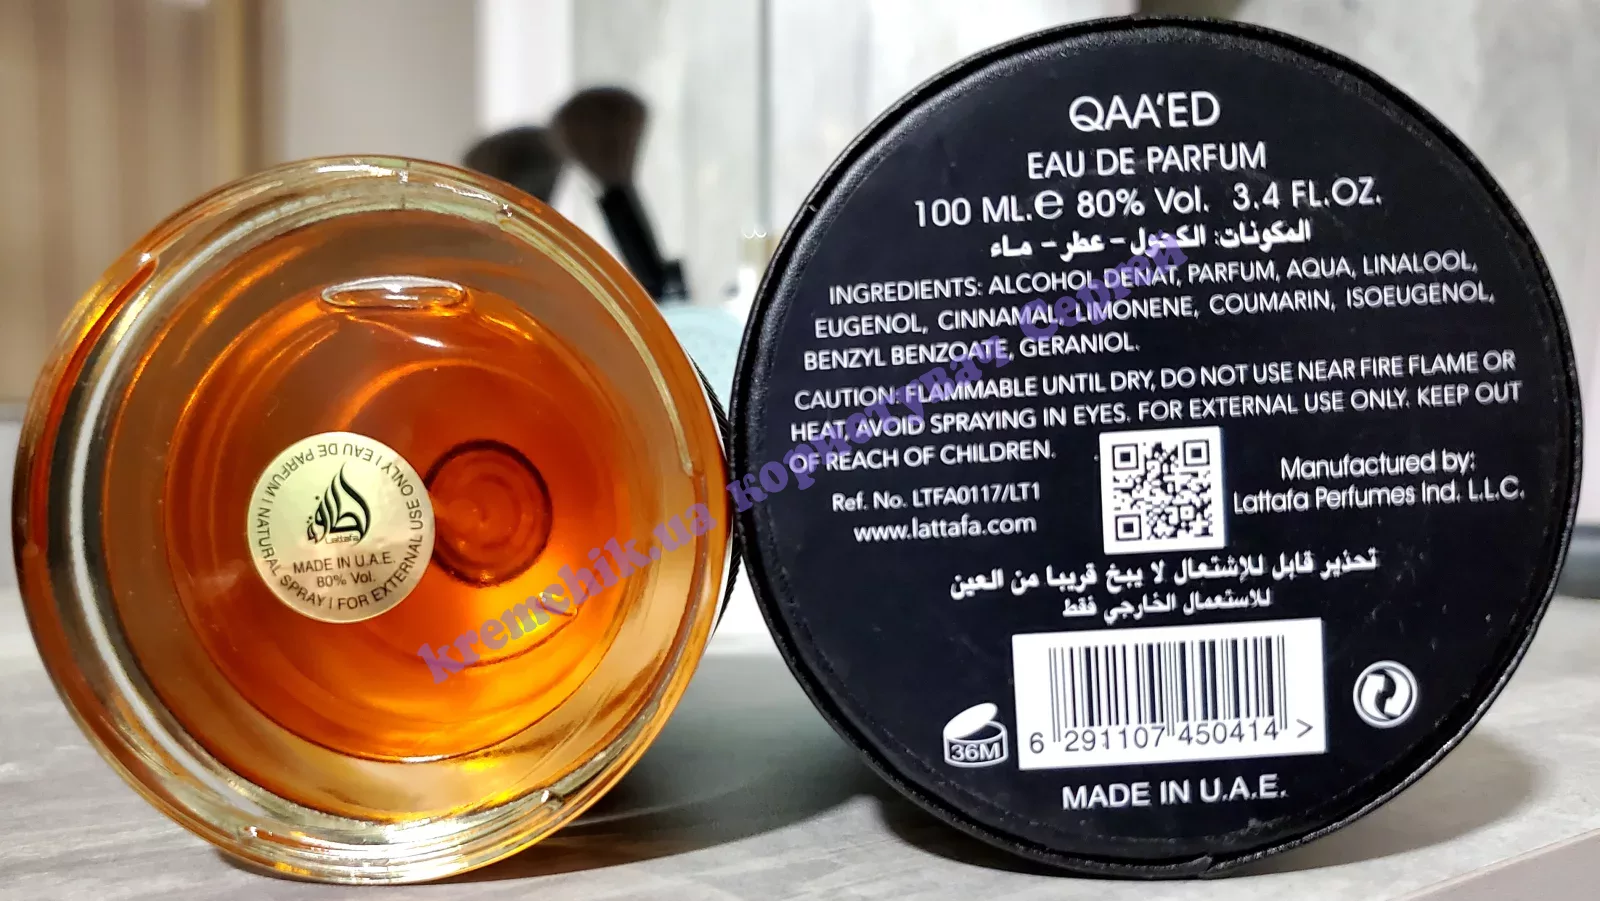 QAA'ED
EAU DE PARFUM
100 ML.e 80% Vol. 3.4 FL.OZ.
المكونات: الكحول - عطر - ماء
INGREDIENTS: ALCOHOL DENAT, PARFUM, AQUA, LINALOOL,
EUGENOL, CINNAMAL, LIMONENE, COUMARIN, ISOEUGENOL,
BENZYL BENZOATE, GERANIOL.
CAUTION: FLAMMABLE UNTIL DRY, DO NOT USE NEAR FIRE FLAME OR
HEAT, AVOID SPRAYING IN EYES. FOR EXTERNAL USE ONLY. KEEP OUT
OF REACH OF CHILDREN.
Ref. No. LTFA0117/LT1
www.lattafa.com
Manufactured by:
Lattafa Perfumes Ind. L.L.C.
تحذير قابل للإشتعال لا يبخ قريبا من العين
للاستعمال الخارجي فقط
36M
6 291107 450414 >
MADE IN U.A.E.
لطافة
Lattafa
MADE IN U.A.E.
80% Vol.
EAU DE PARFUM | NATURAL SPRAY | FOR EXTERNAL USE ONLY |
kremchik.ua користувач Сергій